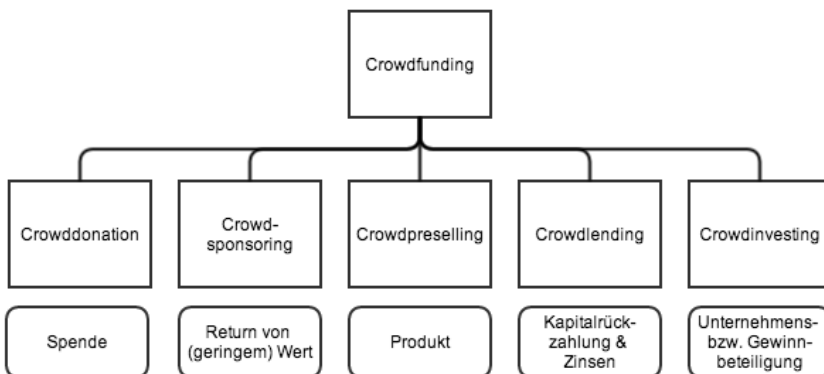 Crowdfunding
Crowddonation
Crowd-
sponsoring
Crowdpreselling
Crowdlending
Crowdinvesting
Spende
Return von
(geringem) Wert
Produkt
Kapitalrück-
zahlung &
Zinsen
Unternehmens-
bzw. Gewinn-
beteiligung